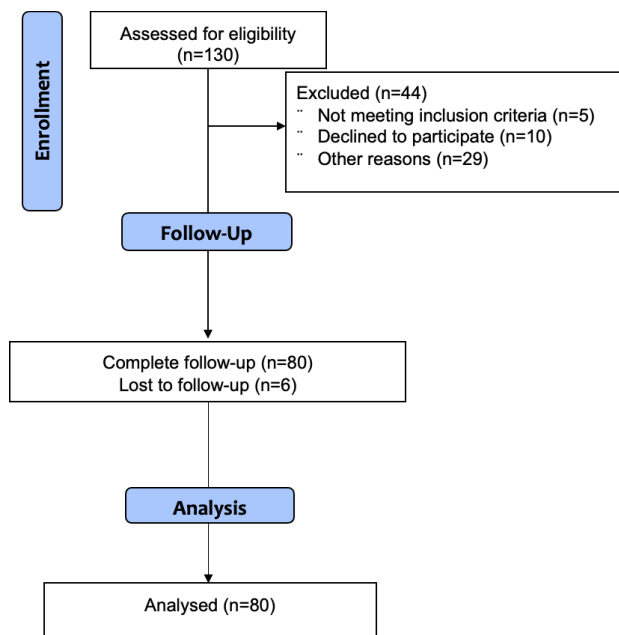 Enrollment
Assessed for eligibility
(n=130)
Excluded (n=44)
¨ Not meeting inclusion criteria (n=5)
¨ Declined to participate (n=10)
¨ Other reasons (n=29)
Follow-Up
Complete follow-up (n=80)
Lost to follow-up (n=6)
Analysis
Analysed (n=80)